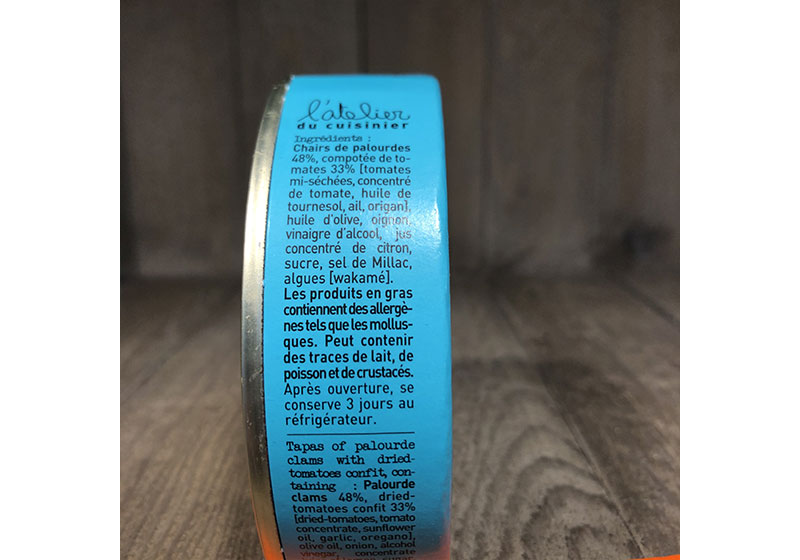 l'atelier
du cuisinier
Ingrédients :
Chairs de palourdes
48%, compotée de to-
mates 33% [tomates
mi-séchées, concentré
de tomate, huile de
tournesol, ail, origan],
huile d'olive, oignon,
vinaigre d'alcool, jus
concentré de citron,
sucre, sel de Millac,
algues [wakamé].
Les produits en gras
contiennent des allergè-
nes tels que les mollus-
ques. Peut contenir
des traces de lait, de
poisson et de crustacés.
Après ouverture, se
conserve 3 jours au
réfrigérateur.
Tapas of palourde
clams with dried-
tomatoes confit, con-
taining : Palourde
clams 48%, dried-
tomatoes confit 33%
[dried-tomatoes, tomato
concentrate, sunflower
oil, garlic, oregano],
olive oil, onion, alcohol
vinegar, concentrate